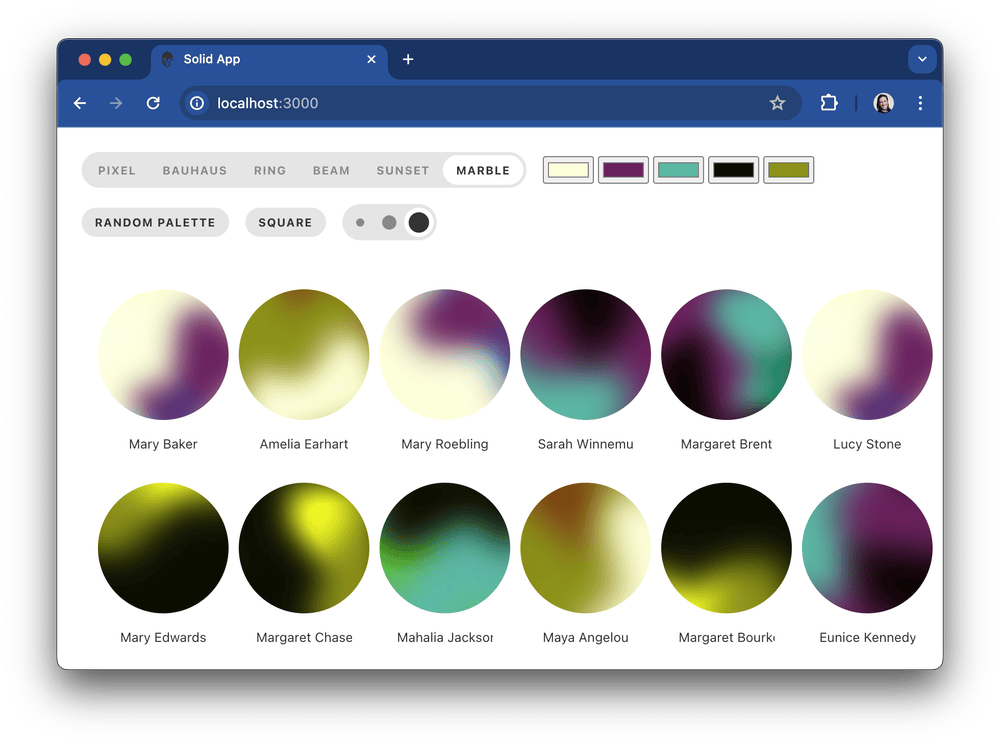 Solid App
localhost:3000
PIXEL BAUHAUS RING BEAM SUNSET MARBLE
RANDOM PALETTE SQUARE
Mary Baker Amelia Earhart Mary Roebling Sarah Winnemu Margaret Brent Lucy Stone
Mary Edwards Margaret Chase Mahalia Jackson Maya Angelou Margaret Bourk Eunice Kennedy